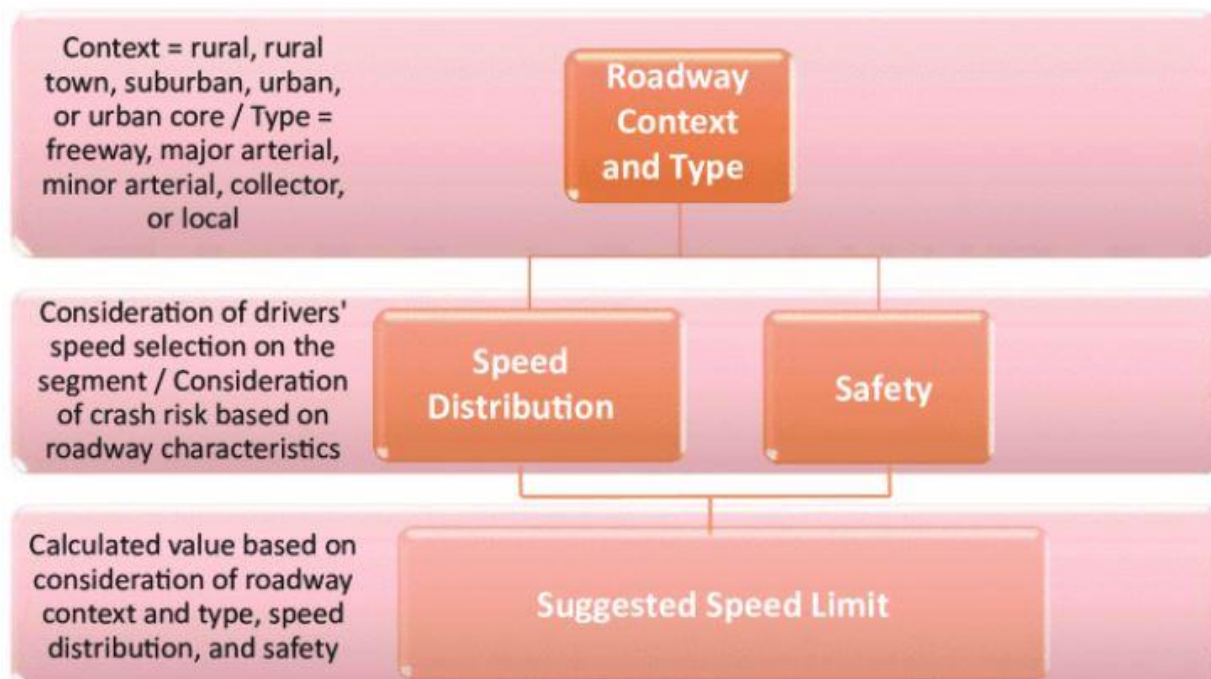 Context = rural, rural
town, suburban, urban,
or urban core / Type =
freeway, major arterial,
minor arterial, collector,
or local
Roadway
Context
and Type
Consideration of drivers'
speed selection on the
segment / Consideration
of crash risk based on
roadway characteristics
Speed
Distribution
Safety
Calculated value based on
consideration of roadway
context and type, speed
distribution, and safety
Suggested Speed Limit